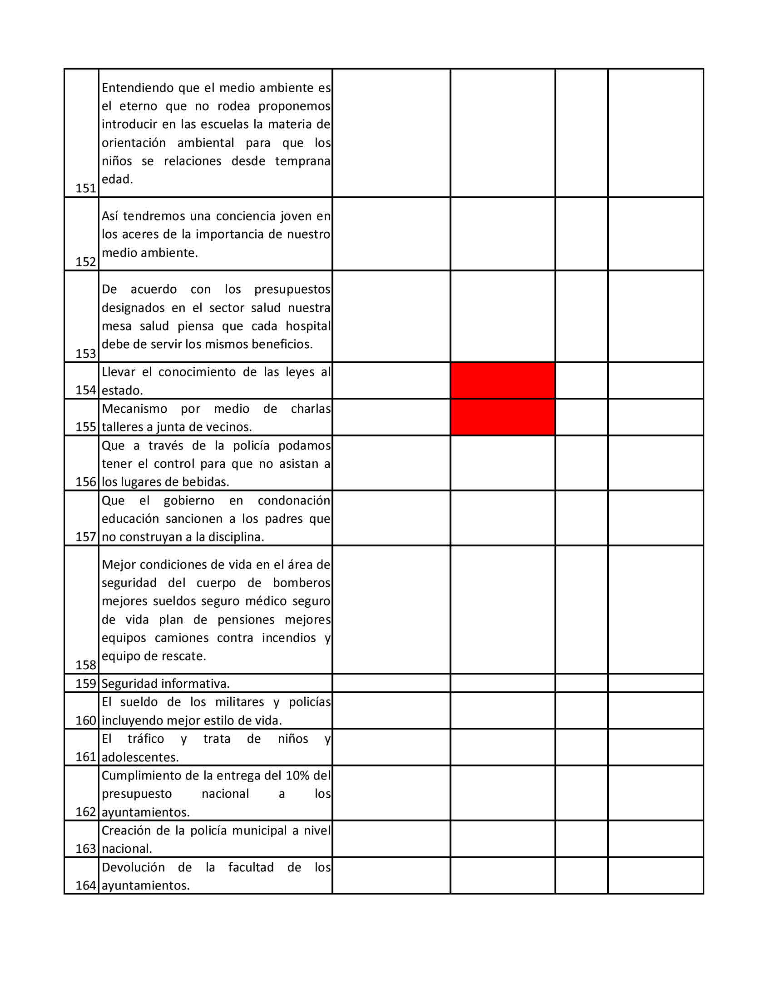 Entendiendo que el medio ambiente es
el eterno que no rodea proponemos
introducir en las escuelas la materia de
orientación ambiental para que los
niños se relaciones desde temprana
edad.
151
Así tendremos una conciencia joven en
los aceres de la importancia de nuestro
medio ambiente.
152
De acuerdo con los presupuestos
designados en el sector salud nuestra
mesa salud piensa que cada hospital
debe de servir los mismos beneficios.
153
Llevar el conocimiento de las leyes al
154 estado.
Mecanismo por medio de charlas
155 talleres a junta de vecinos.
Que a través de la policía podamos
tener el control para que no asistan a
156 los lugares de bebidas.
Que el gobierno en condonación
educación sancionen a los padres que
157 no construyan a la disciplina.
Mejor condiciones de vida en el área de
seguridad del cuerpo de bomberos
mejores sueldos seguro médico seguro
de vida plan de pensiones mejores
equipos camiones contra incendios y
equipo de rescate.
158
159 Seguridad informativa.
El sueldo de los militares y policías
160 incluyendo mejor estilo de vida.
El tráfico y trata de niños y
161 adolescentes.
Cumplimiento de la entrega del 10% del
presupuesto nacional a los
162 ayuntamientos.
Creación de la policía municipal a nivel
163 nacional.
Devolución de la facultad de los
164 ayuntamientos.